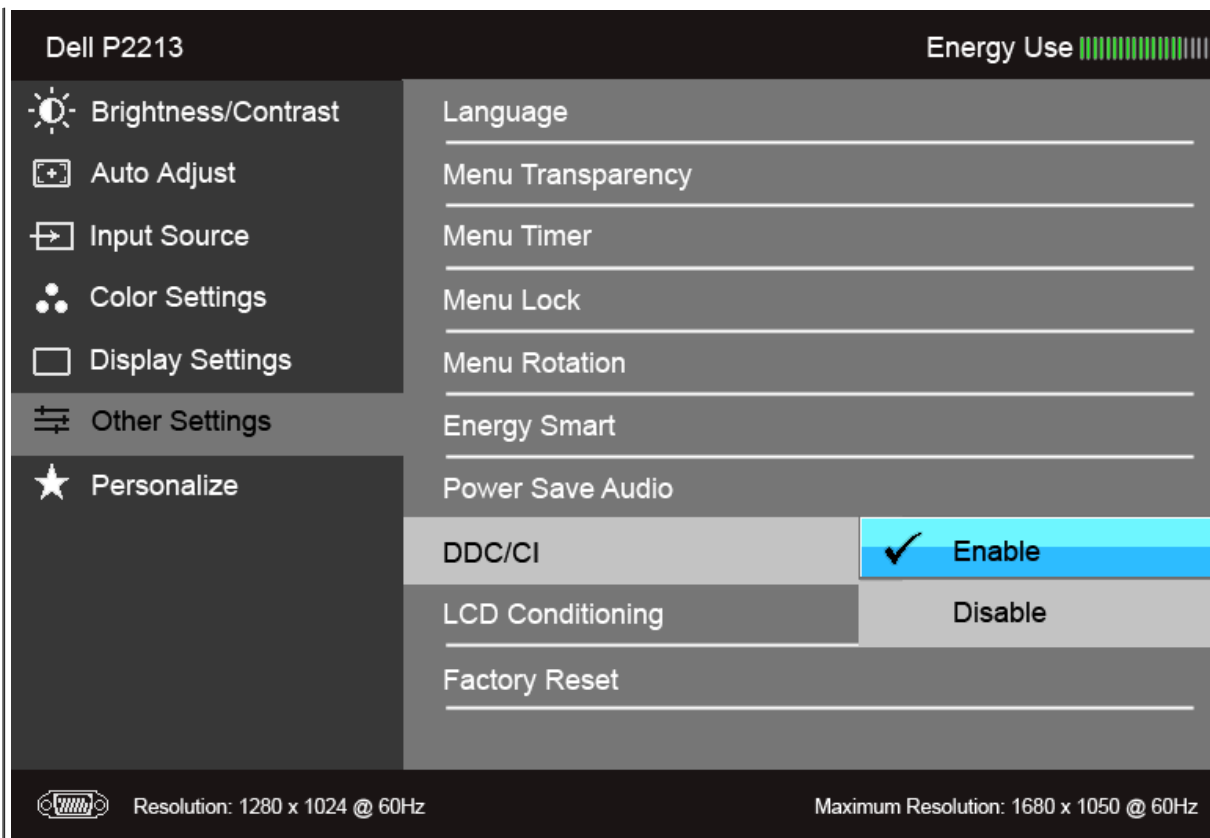 Dell P2213
Energy Use
Brightness/Contrast
Auto Adjust
Input Source
Color Settings
Display Settings
Other Settings
Personalize
Language
Menu Transparency
Menu Timer
Menu Lock
Menu Rotation
Energy Smart
Power Save Audio
DDC/CI
Enable
Disable
LCD Conditioning
Factory Reset
Resolution: 1280 x 1024 @ 60Hz
Maximum Resolution: 1680 x 1050 @ 60Hz